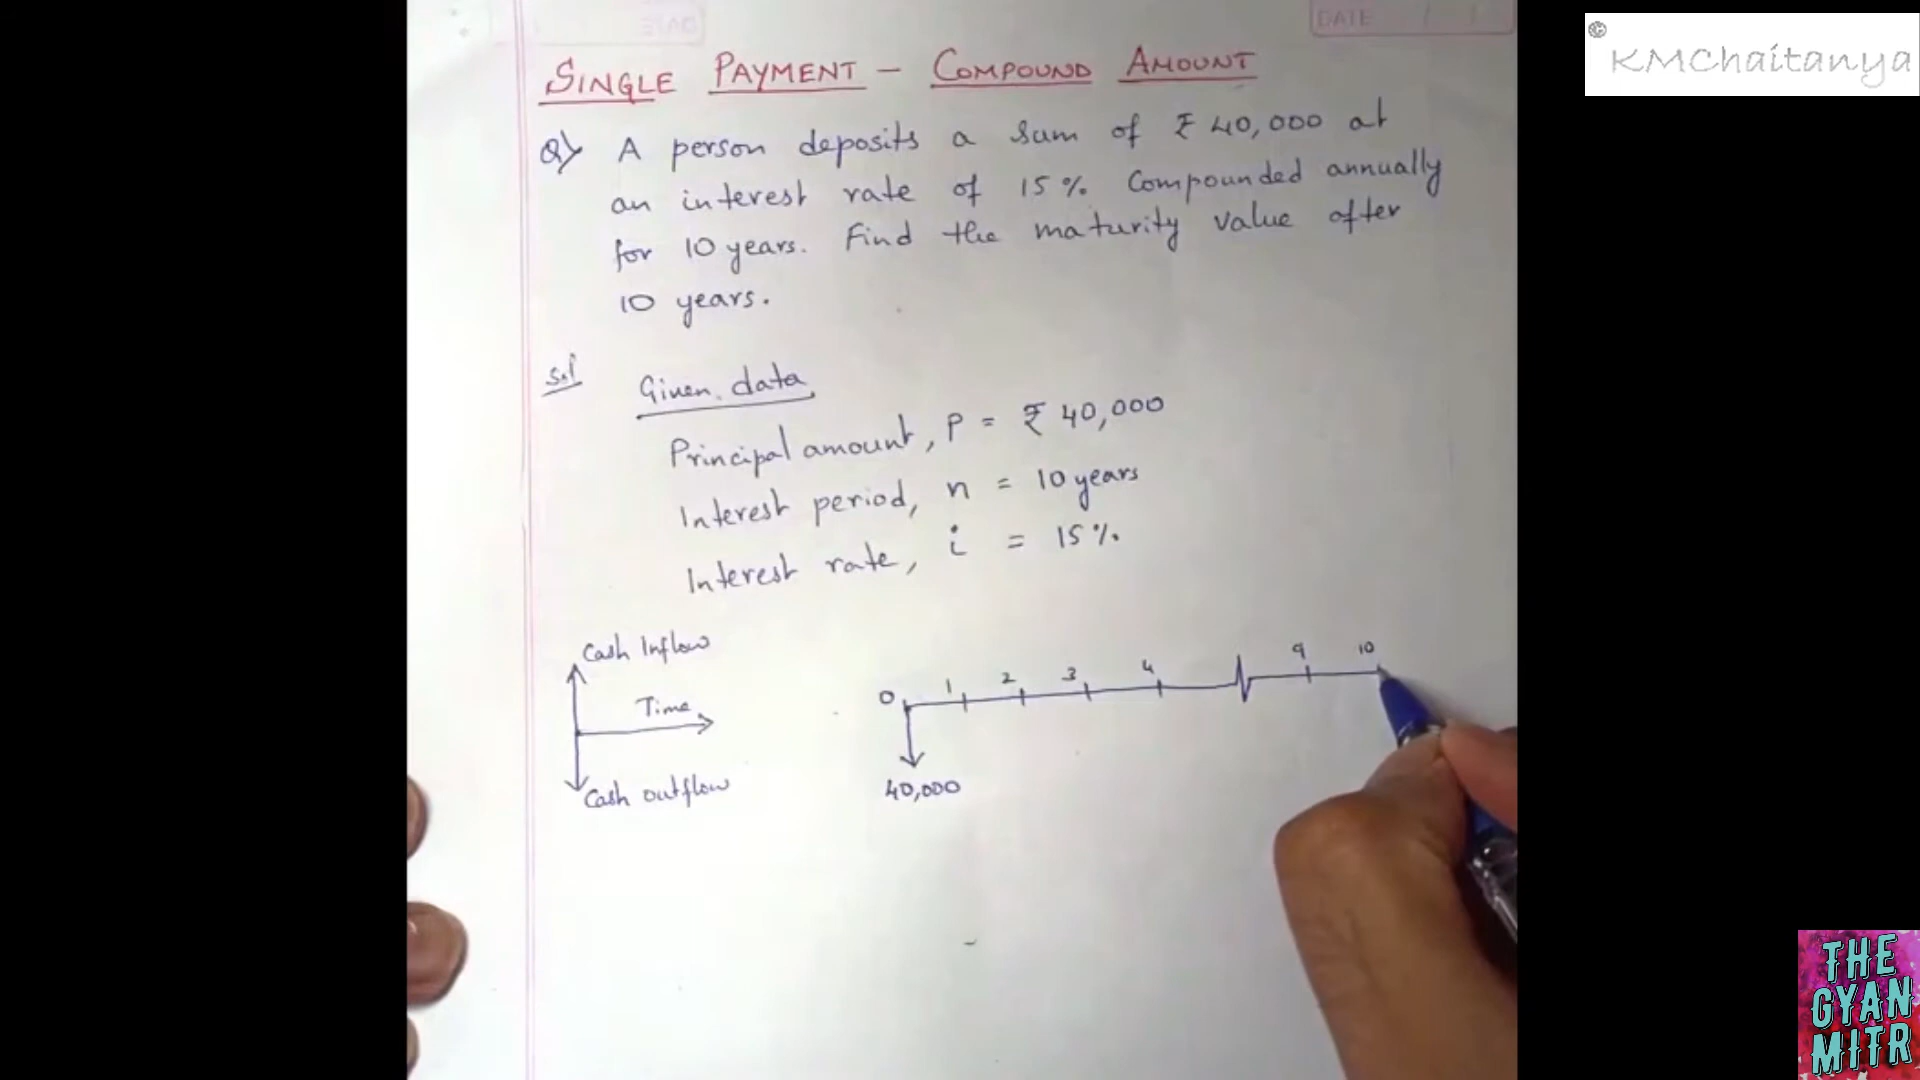 DATE
DATE
© KMChaitanya
SINGLE PAYMENT - COMPOUND AMOUNT
Q> A person deposits a sum of ₹ 40,000 at
an interest rate of 15% Compounded annually
for 10 years. Find the maturity value after
10 years.
Sol Given data
Principal amount, P = ₹ 40,000
Interest period, n = 10 years
Interest rate, i = 15%
Cash Inflow
Time
Cash outflow
0 1 2 3 4 9 10
40,000
THE
GYAN
MITR